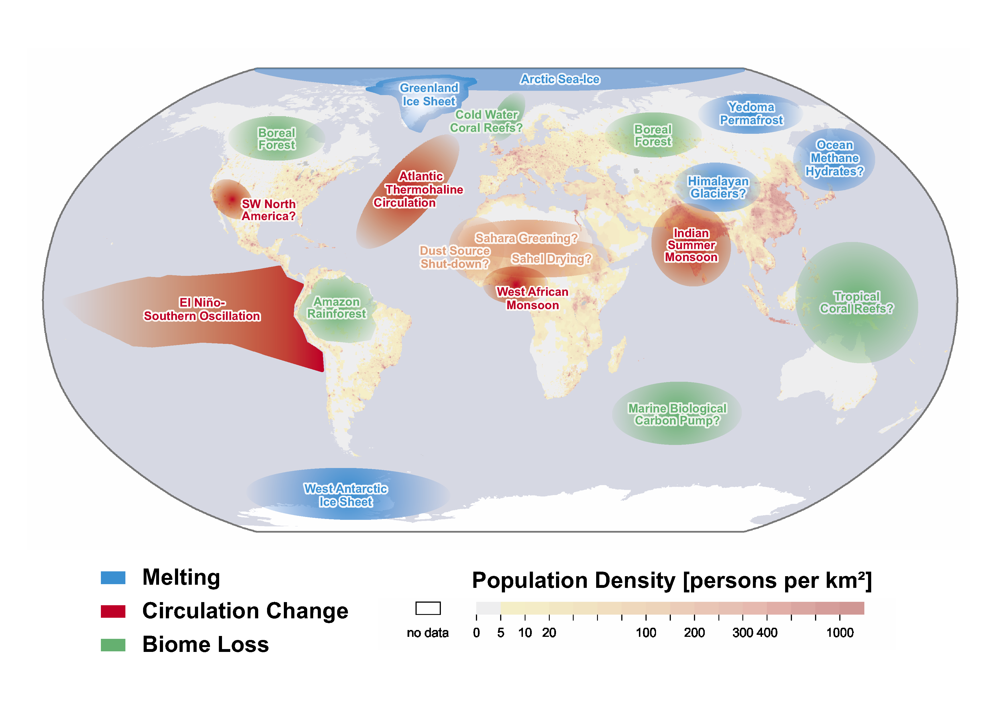 Arctic Sea-Ice
Greenland
Ice Sheet
Yedoma
Permafrost
Cold Water
Coral Reefs?
Boreal
Forest
Boreal
Forest
Ocean
Methane
Hydrates?
Atlantic
Thermohaline
Circulation
Himalayan
Glaciers?
SW North
America?
Indian
Summer
Monsoon
Sahara Greening?
Dust Source
Shut-down?
Sahel Drying?
West African
Monsoon
El Niño-
Southern Oscillation
Amazon
Rainforest
Tropical
Coral Reefs?
Marine Biological
Carbon Pump?
West Antarctic
Ice Sheet
Melting
Circulation Change
Biome Loss
Population Density [persons per km²]
no data
0 5 10 20 100 200 300 400 1000